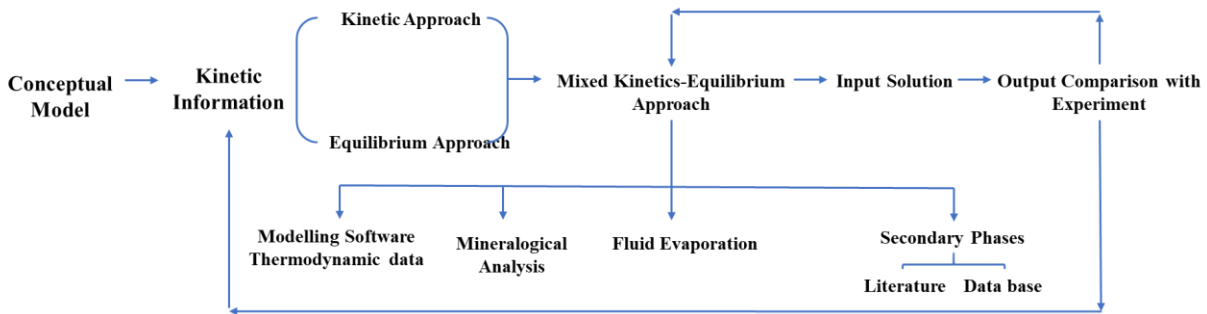 Kinetic Approach
Conceptual
Model
Kinetic
Information
Equilibrium Approach
Mixed Kinetics-Equilibrium
Approach
Input Solution
Output Comparison with
Experiment
Modelling Software
Thermodynamic data
Mineralogical
Analysis
Fluid Evaporation
Secondary Phases
Literature
Data base